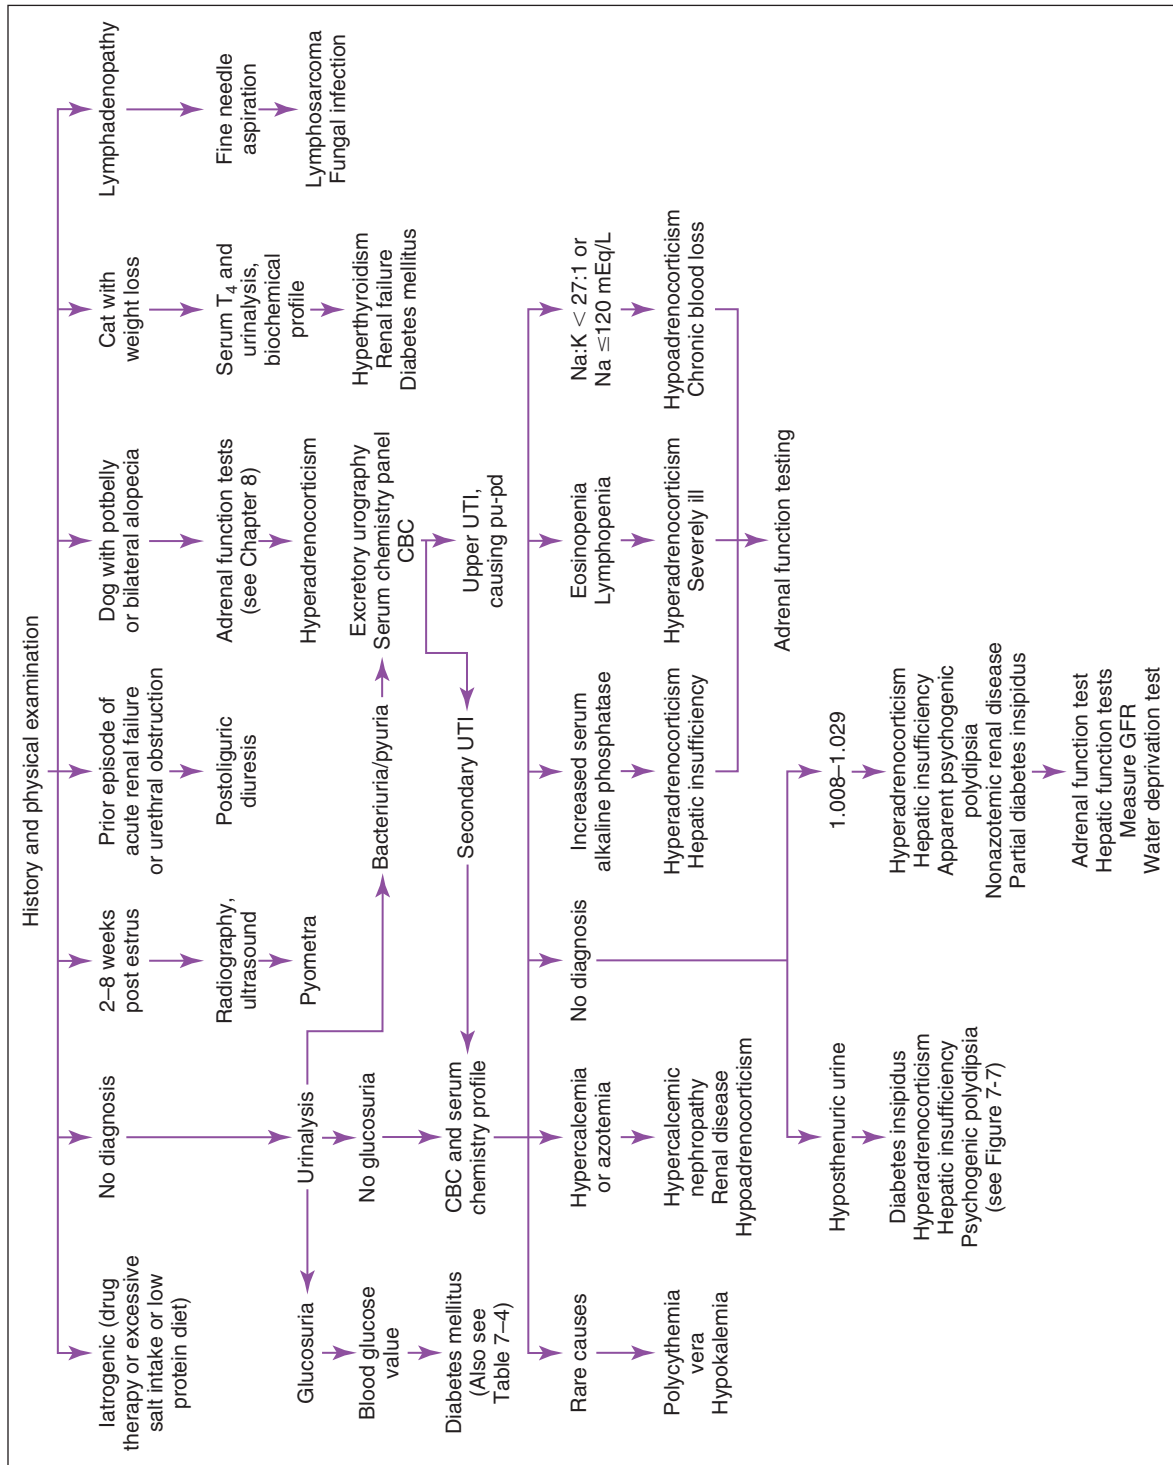 History and physical examination
Iatrogenic (drug
therapy or excessive
salt intake or low
protein diet)
No diagnosis
2–8 weeks
post estrus
Prior episode of
acute renal failure
or urethral obstruction
Dog with potbelly
or bilateral alopecia
Cat with
weight loss
Lymphadenopathy
Radiography,
ultrasound
Pyometra
Postoliguric
diuresis
Adrenal function tests
(see Chapter 8)
Hyperadrenocorticism
Serum T4 and
urinalysis,
biochemical
profile
Hyperthyroidism
Renal failure
Diabetes mellitus
Fine needle
aspiration
Lymphosarcoma
Fungal infection
Urinalysis
Glucosuria
Blood glucose
value
Diabetes mellitus
(Also see
Table 7–4)
No glucosuria
CBC and serum
chemistry profile
Bacteriuria/pyuria
Excretory urography
Serum chemistry panel
CBC
Secondary UTI
Upper UTI,
causing pu-pd
Rare causes
Polycythemia
vera
Hypokalemia
Hypercalcemia
or azotemia
Hypercalcemic
nephropathy
Renal disease
Hypoadrenocorticism
No diagnosis
Increased serum
alkaline phosphatase
Hyperadrenocorticism
Hepatic insufficiency
Eosinopenia
Lymphopenia
Hyperadrenocorticism
Severely ill
Na:K < 27:1 or
Na ≤120 mEq/L
Hypoadrenocorticism
Chronic blood loss
Adrenal function testing
Hyposthenuric urine
Diabetes insipidus
Hyperadrenocorticism
Hepatic insufficiency
Psychogenic polydipsia
(see Figure 7-7)
1.008–1.029
Hyperadrenocorticism
Hepatic insufficiency
Apparent psychogenic
polydipsia
Nonazotemic renal disease
Partial diabetes insipidus
Adrenal function test
Hepatic function tests
Measure GFR
Water deprivation test